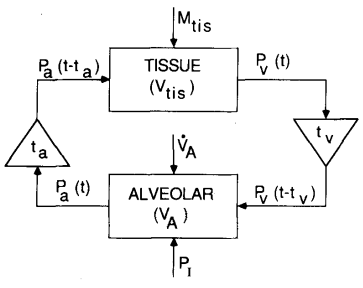 M_tis
P_a (t-t_a)
TISSUE
(V_tis)
P_v (t)
t_a
t_v
V̇_A
P_a (t)
ALVEOLAR
(V_A)
P_v (t-t_v)
P_I